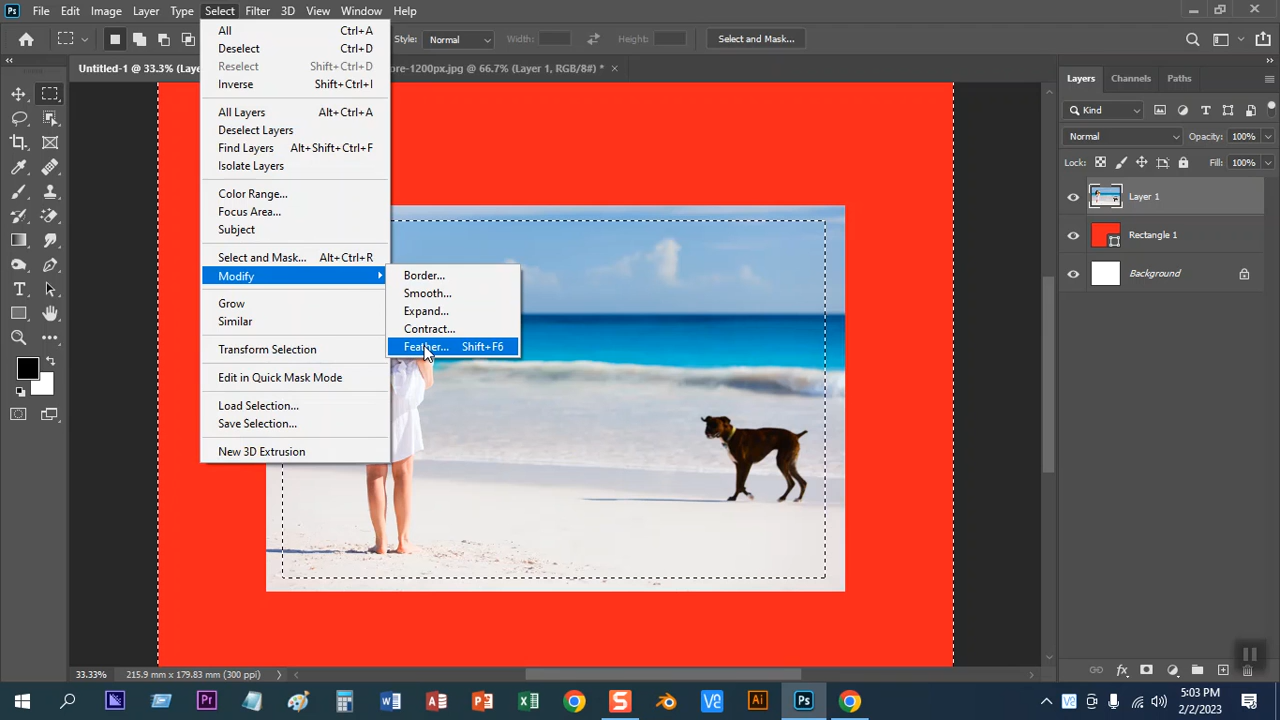 Ps File Edit Image Layer Type Select Filter 3D View Window Help
Style: Normal Width: Height: Select and Mask...
Untitled-1 @ 33.3% (Lay ore-1200px.jpg @ 66.7% (Layer 1, RGB/8#) * ×
All Ctrl+A
Deselect Ctrl+D
Reselect Shift+Ctrl+D
Inverse Shift+Ctrl+I
All Layers Alt+Ctrl+A
Deselect Layers
Find Layers Alt+Shift+Ctrl+F
Isolate Layers
Color Range...
Focus Area...
Subject
Select and Mask... Alt+Ctrl+R
Modify
Grow
Similar
Transform Selection
Edit in Quick Mask Mode
Load Selection...
Save Selection...
New 3D Extrusion
Border...
Smooth...
Expand...
Contract...
Feather... Shift+F6
Layers Channels Paths
Kind
Normal Opacity: 100%
Lock: Fill: 100%
Layer 1
Rectangle 1
Background
33.33% 215.9 mm x 179.83 mm (300 ppi)
Pr W A P X S Ai Ps
5:03 PM
2/2/2023